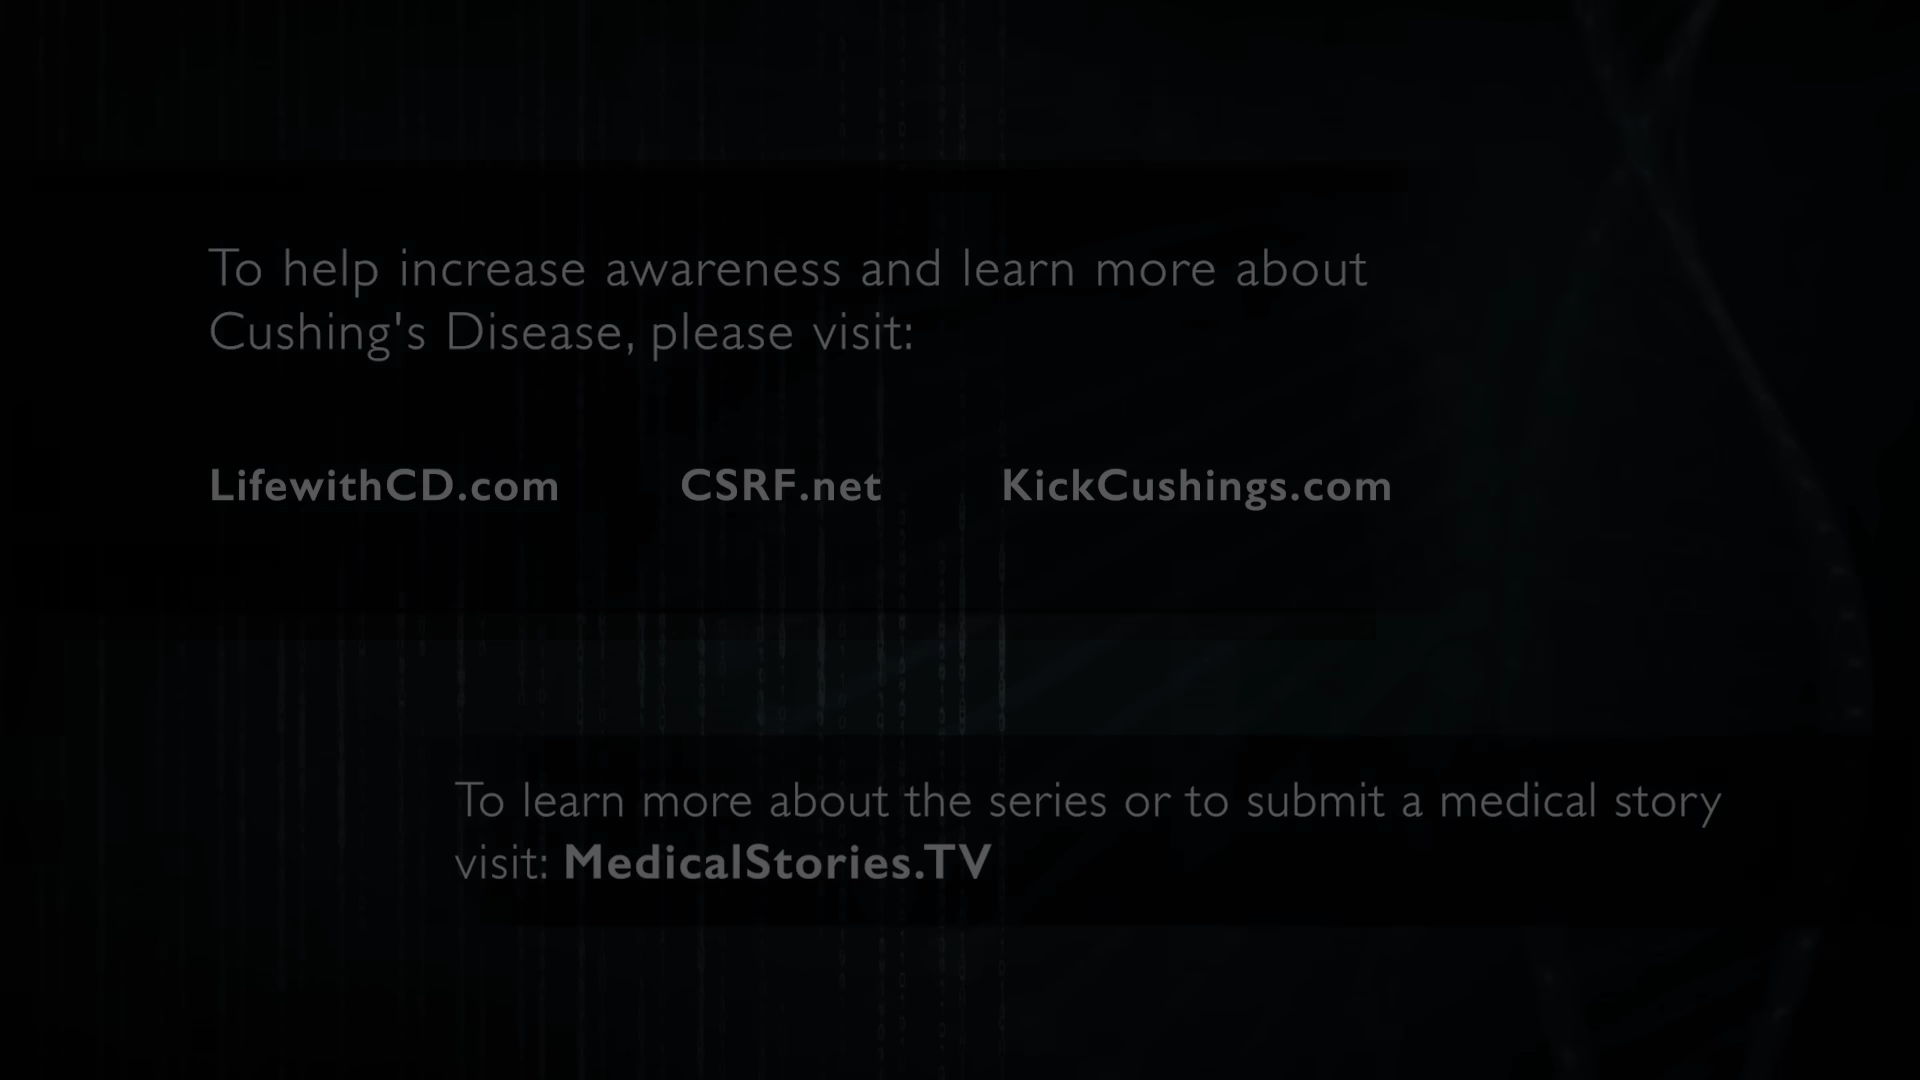 To help increase awareness and learn more about
Cushing's Disease, please visit:
LifewithCD.com CSRF.net KickCushings.com
To learn more about the series or to submit a medical story
visit: MedicalStories.TV